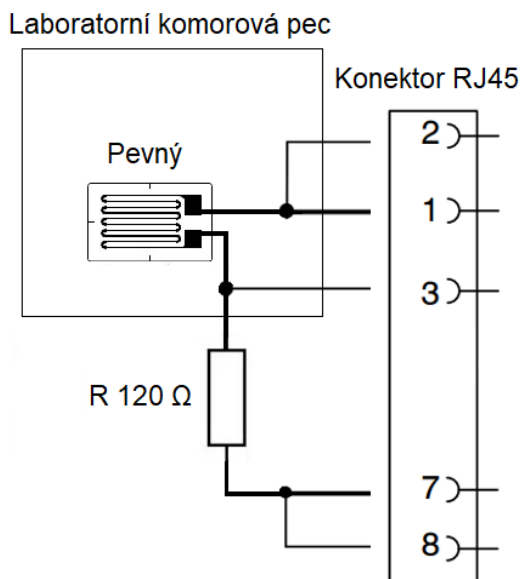 Laboratorní komorová pec
Konektor RJ45
2
Pevný
1
3
R 120 Ω
7
8